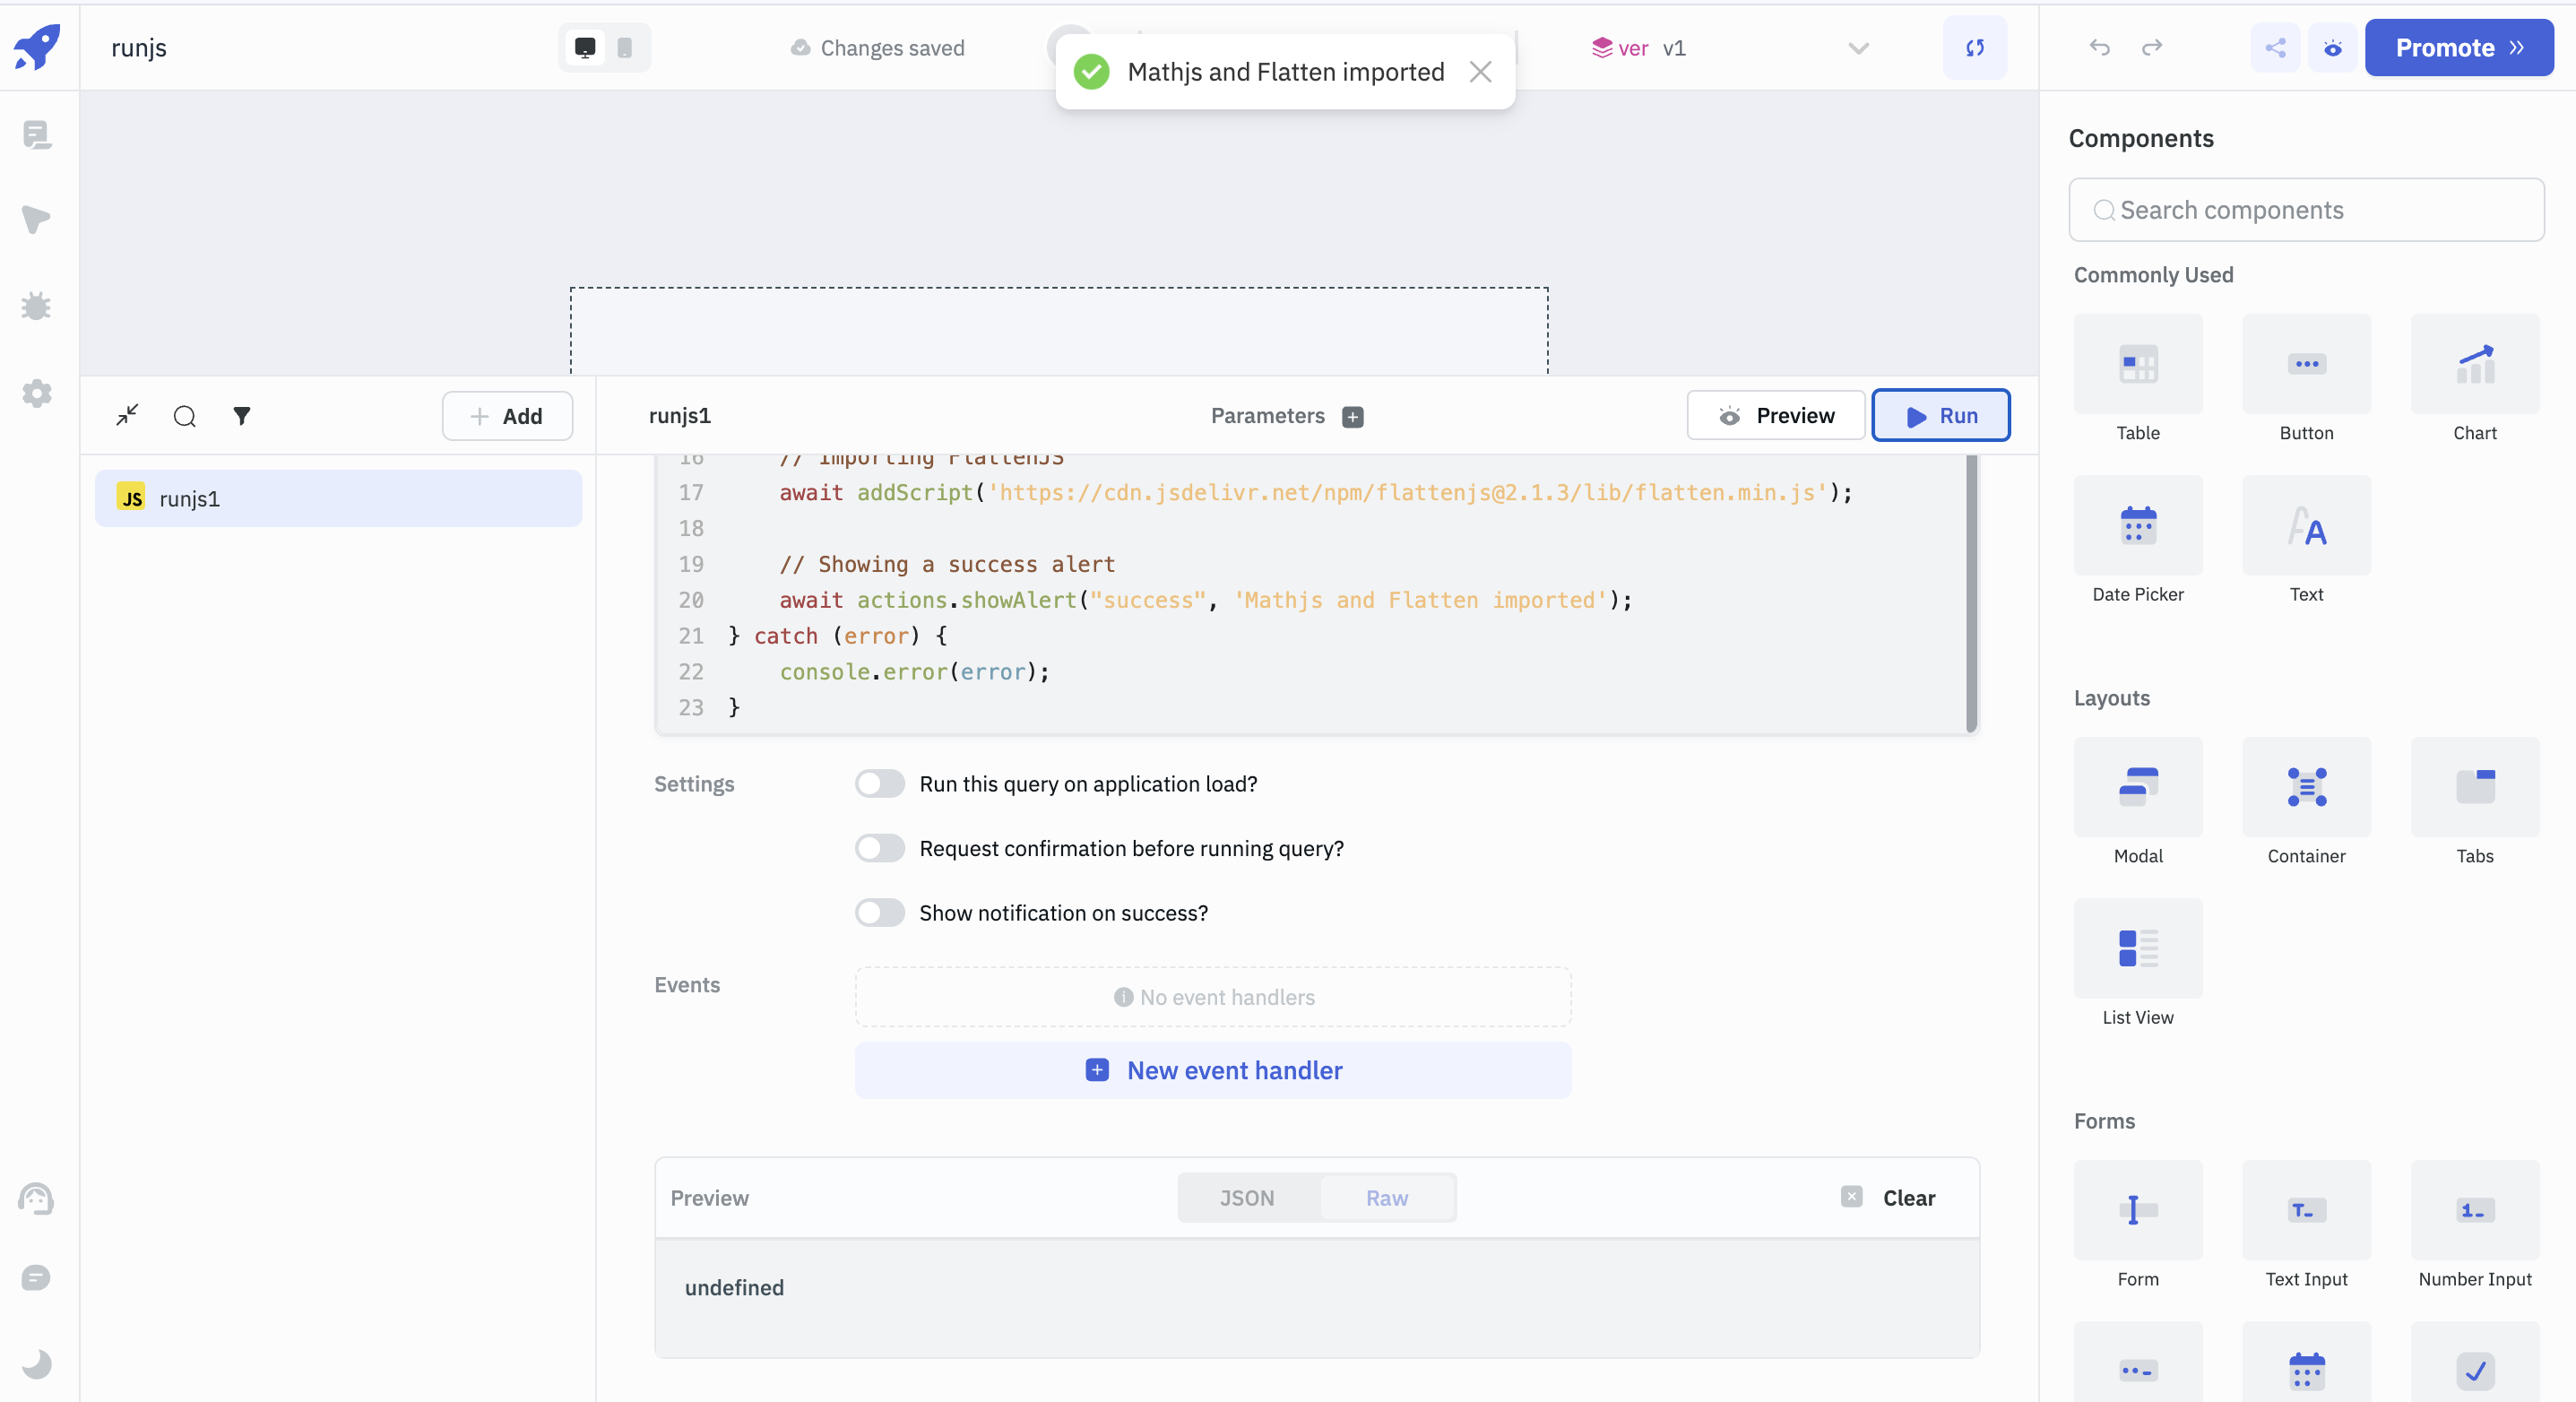 runjs
Changes saved
Mathjs and Flatten imported
ver v1
Promote
Add
runjs1
Parameters
Preview
Run
JS runjs1
16 // Importing FlattenJS
17 await addScript('https://cdn.jsdelivr.net/npm/flattenjs@2.1.3/lib/flatten.min.js');
18
19 // Showing a success alert
20 await actions.showAlert("success", 'Mathjs and Flatten imported');
21 } catch (error) {
22 console.error(error);
23 }
Settings
Run this query on application load?
Request confirmation before running query?
Show notification on success?
Events
No event handlers
New event handler
Preview
JSON
Raw
Clear
undefined
Components
Search components
Commonly Used
Table
Button
Chart
Date Picker
Text
Layouts
Modal
Container
Tabs
List View
Forms
Form
Text Input
Number Input